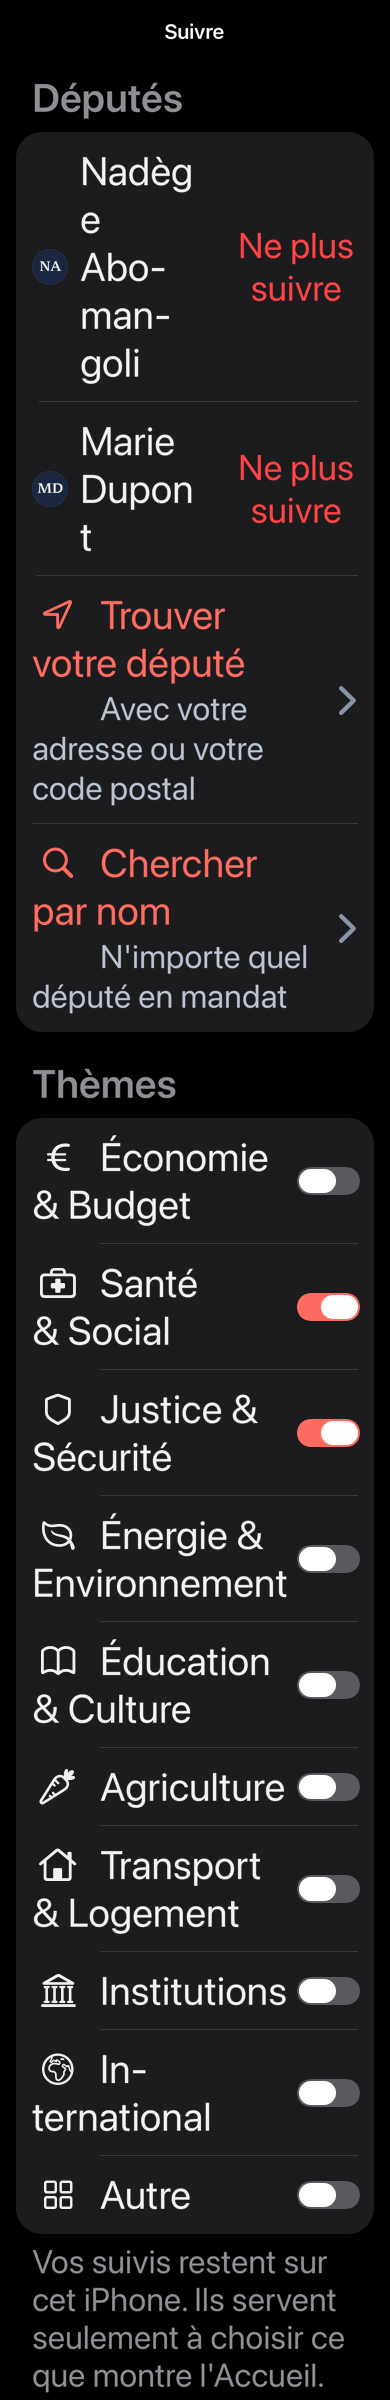 Suivre
Députés
Nadèg
e
Abo-
man-
goli
NA
Ne plus
suivre
Marie
Dupon
t
MD
Ne plus
suivre
Trouver
votre député
Avec votre
adresse ou votre
code postal
Chercher
par nom
N'importe quel
député en mandat
Thèmes
Économie
& Budget
Santé
& Social
Justice &
Sécurité
Énergie &
Environnement
Éducation
& Culture
Agriculture
Transport
& Logement
Institutions
In-
ternational
Autre
Vos suivis restent sur
cet iPhone. Ils servent
seulement à choisir ce
que montre l'Accueil.